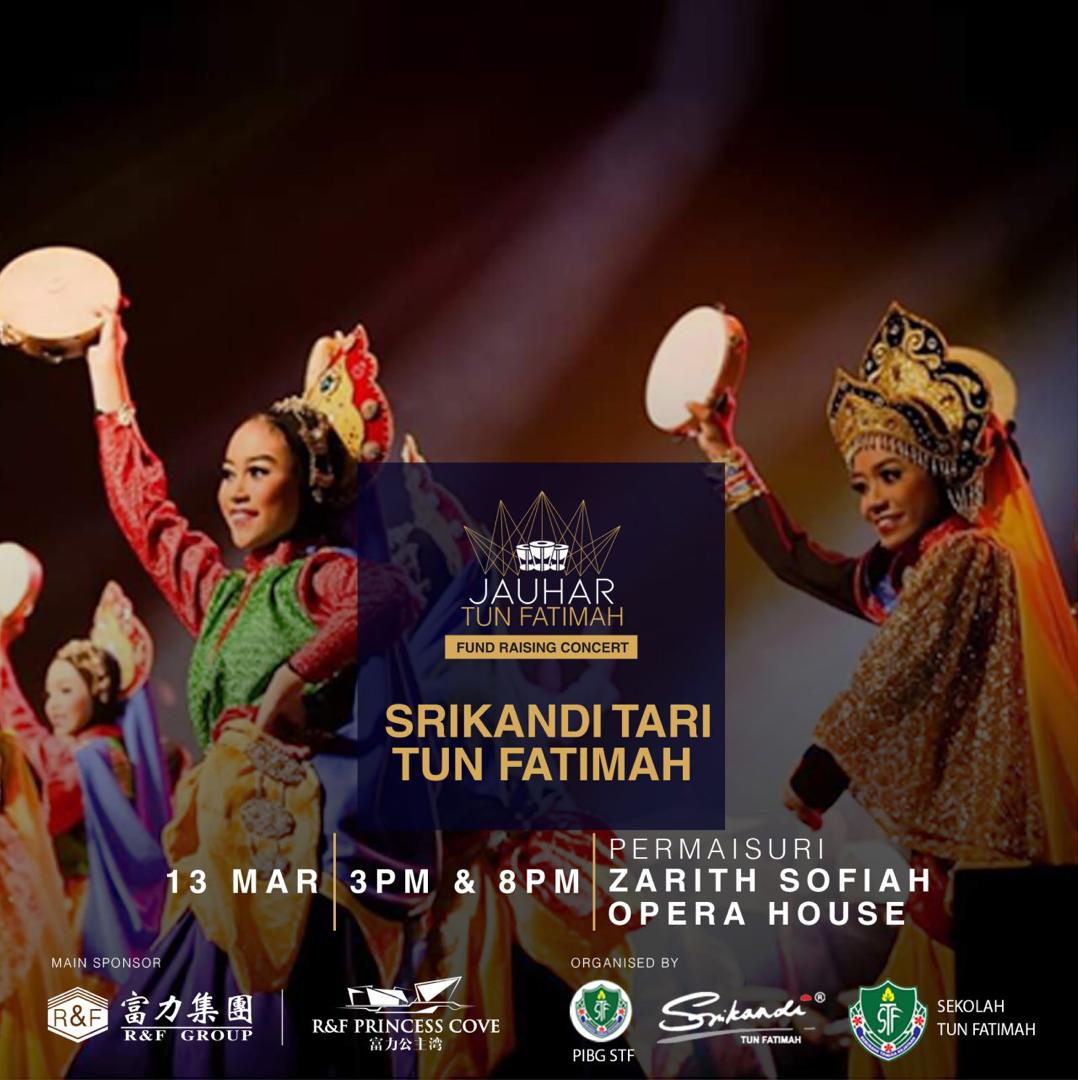 JAUHAR
TUN FATIMAH
FUND RAISING CONCERT
SRIKANDI TARI
TUN FATIMAH
13 MAR
3PM & 8PM
PERMAISURI
ZARITH SOFIAH
OPERA HOUSE
MAIN SPONSOR
R&F
富力集團
R&F GROUP
R&F PRINCESS COVE
富力公主湾
ORGANISED BY
STF
PIBG STF
Srikandi®
TUN FATIMAH
STF
SEKOLAH
TUN FATIMAH